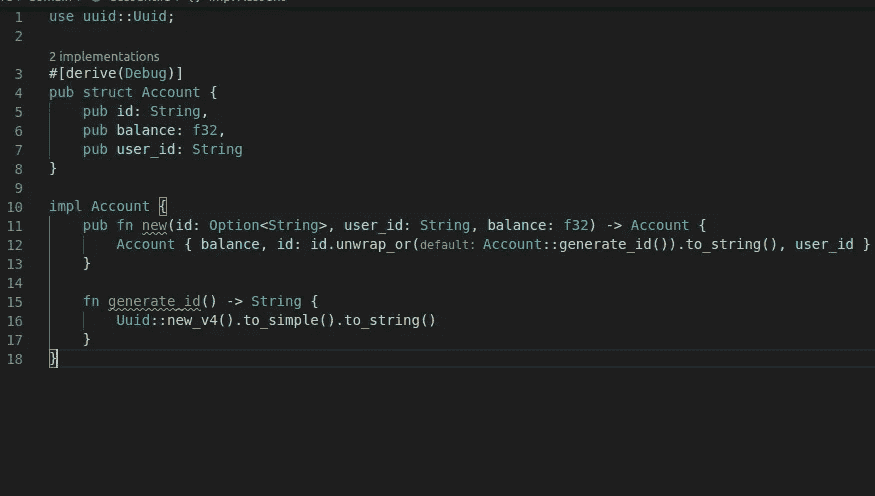 1 use uuid::Uuid;
2
2 implementations
3 #[derive(Debug)]
4 pub struct Account {
5     pub id: String,
6     pub balance: f32,
7     pub user_id: String
8 }
9
10 impl Account {
11     pub fn new(id: Option<String>, user_id: String, balance: f32) -> Account {
12         Account { balance, id: id.unwrap_or(default: Account::generate_id()).to_string(), user_id }
13     }
14
15     fn generate_id() -> String {
16         Uuid::new_v4().to_simple().to_string()
17     }
18 }